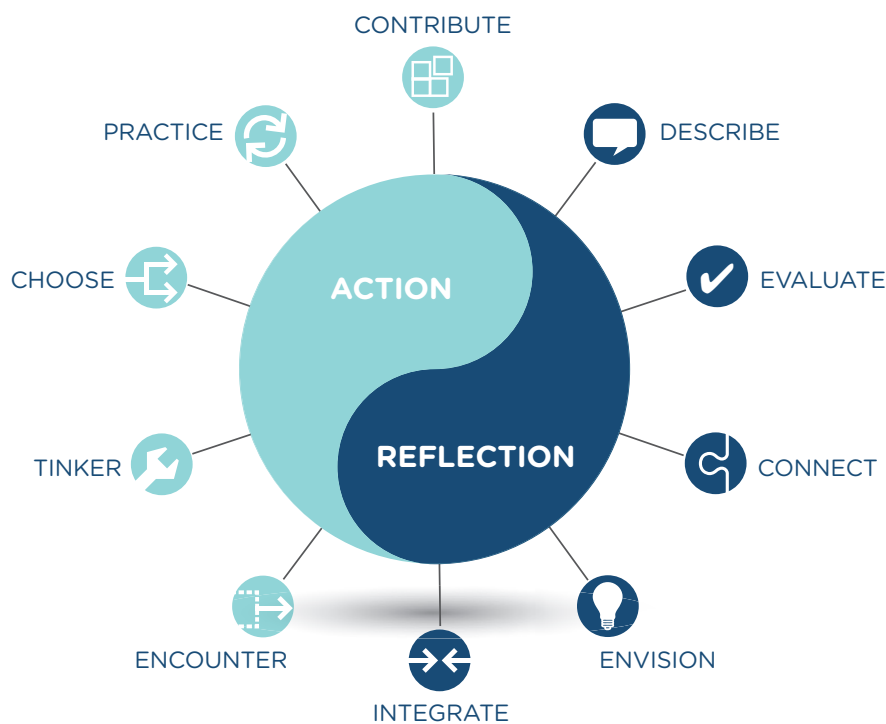 CONTRIBUTE
PRACTICE
DESCRIBE
CHOOSE
ACTION
EVALUATE
TINKER
REFLECTION
CONNECT
ENCOUNTER
ENVISION
INTEGRATE